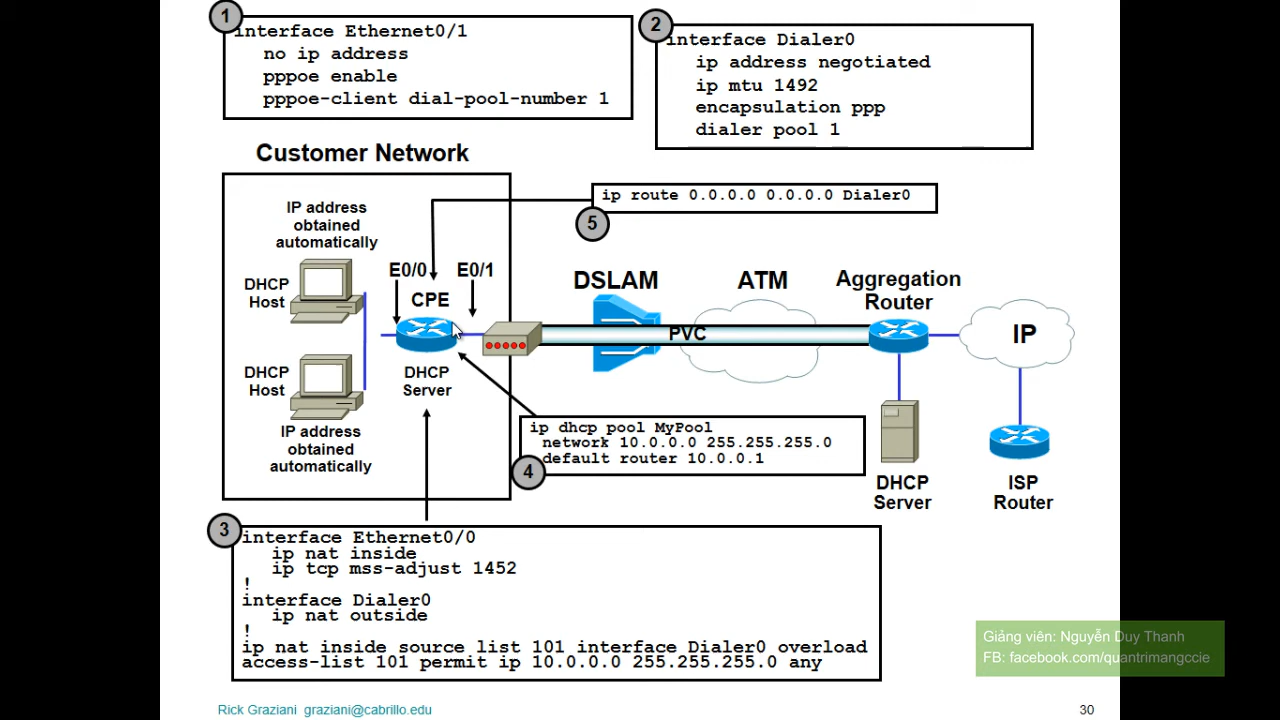 1
interface Ethernet0/1
no ip address
pppoe enable
pppoe-client dial-pool-number 1
2
interface Dialer0
ip address negotiated
ip mtu 1492
encapsulation ppp
dialer pool 1
Customer Network
ip route 0.0.0.0 0.0.0.0 Dialer0
5
IP address
obtained
automatically
DHCP
Host
E0/0
E0/1
CPE
DSLAM
ATM
Aggregation
Router
PVC
IP
DHCP
Host
DHCP
Server
IP address
obtained
automatically
ip dhcp pool MyPool
network 10.0.0.0 255.255.255.0
default router 10.0.0.1
4
DHCP
Server
ISP
Router
3
interface Ethernet0/0
ip nat inside
ip tcp mss-adjust 1452
!
interface Dialer0
ip nat outside
!
ip nat inside source list 101 interface Dialer0 overload
access-list 101 permit ip 10.0.0.0 255.255.255.0 any
Giảng viên: Nguyễn Duy Thanh
FB: facebook.com/quantrimangccie
Rick Graziani graziani@cabrillo.edu
30